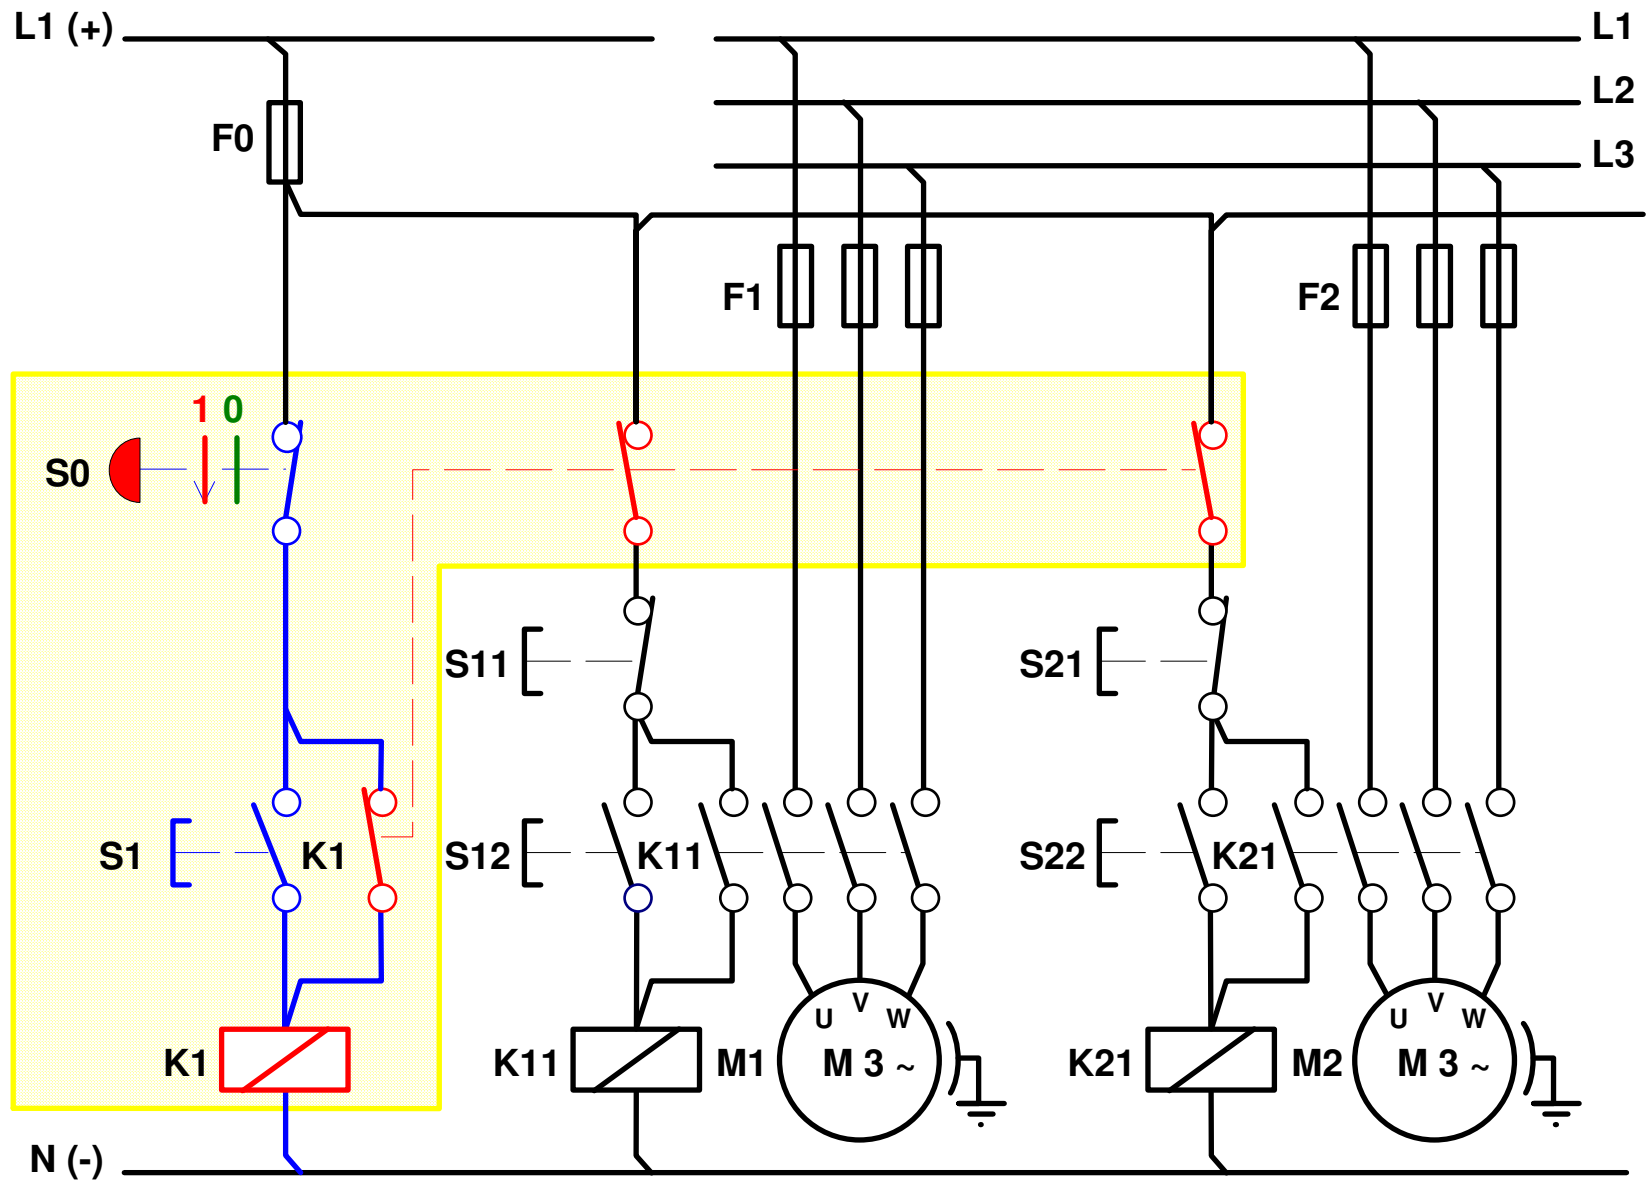 L1 (+)
L1
L2
F0
L3
F1
F2
1 0
S0
S11
S21
S1
K1
S12
K11
S22
K21
U V W
U V W
K1
K11
M1
M 3 ~
K21
M2
M 3 ~
N (-)